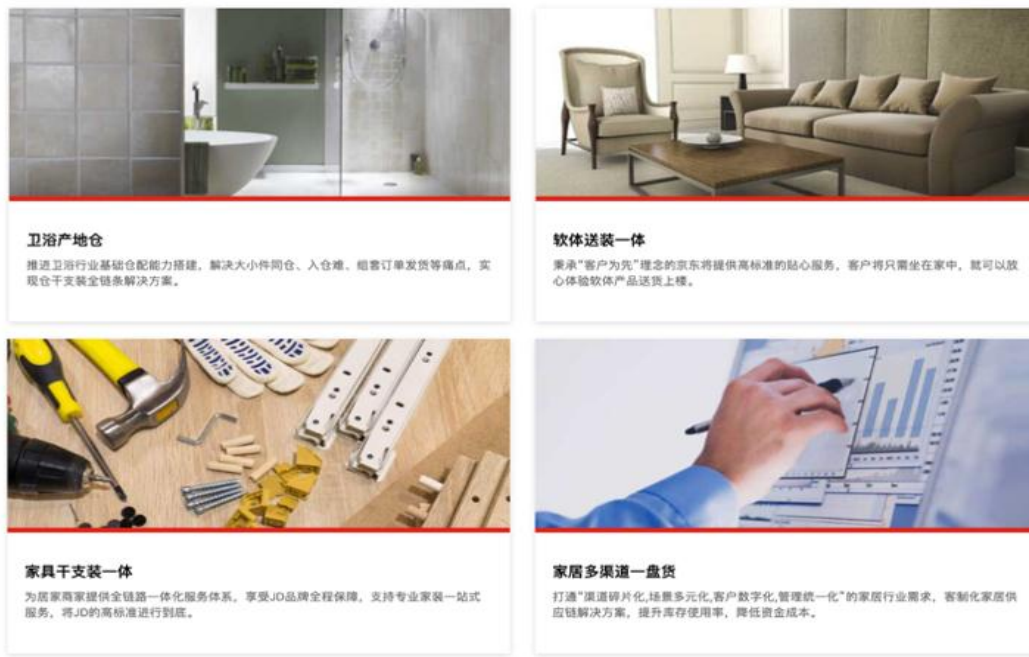 卫浴产地仓
推进卫浴行业基础仓配能力搭建，解决大小件同仓、入仓难、组套订单发货等痛点，实
现仓干支装全链条解决方案。
软体送装一体
秉承“客户为先”理念的京东将提供高标准的贴心服务，客户将只需坐在家中，就可以放
心体验软体产品送货上楼。
家具干支装一体
为居家商家提供全链路一体化服务体系，享受JD品牌全程保障，支持专业家装一站式
服务，将JD的高标准进行到底。
家居多渠道一盘货
打通“渠道碎片化,场景多元化,客户数字化,管理统一化”的家居行业需求，客制化家居供
应链解决方案，提升库存使用率，降低资金成本。